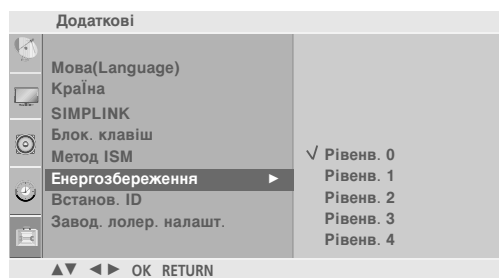 Додаткові
Мова(Language)
КраЇна
SIMPLINK
Блок. клавіш
Метод ISM
Енергозбереження ►
Встанов. ID
Завод. лолер. налашт.
√ Рівенв. 0
Рівенв. 1
Рівенв. 2
Рівенв. 3
Рівенв. 4
▲▼ ◄► OK RETURN